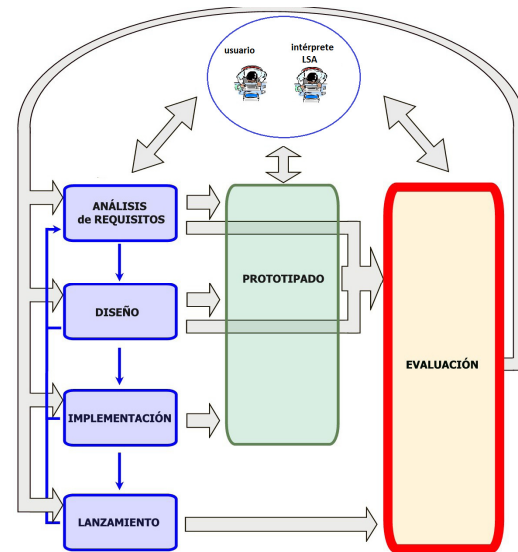 usuario
intérprete
LSA
ANÁLISIS
de REQUISITOS
PROTOTIPADO
DISEÑO
EVALUACIÓN
IMPLEMENTACIÓN
LANZAMIENTO